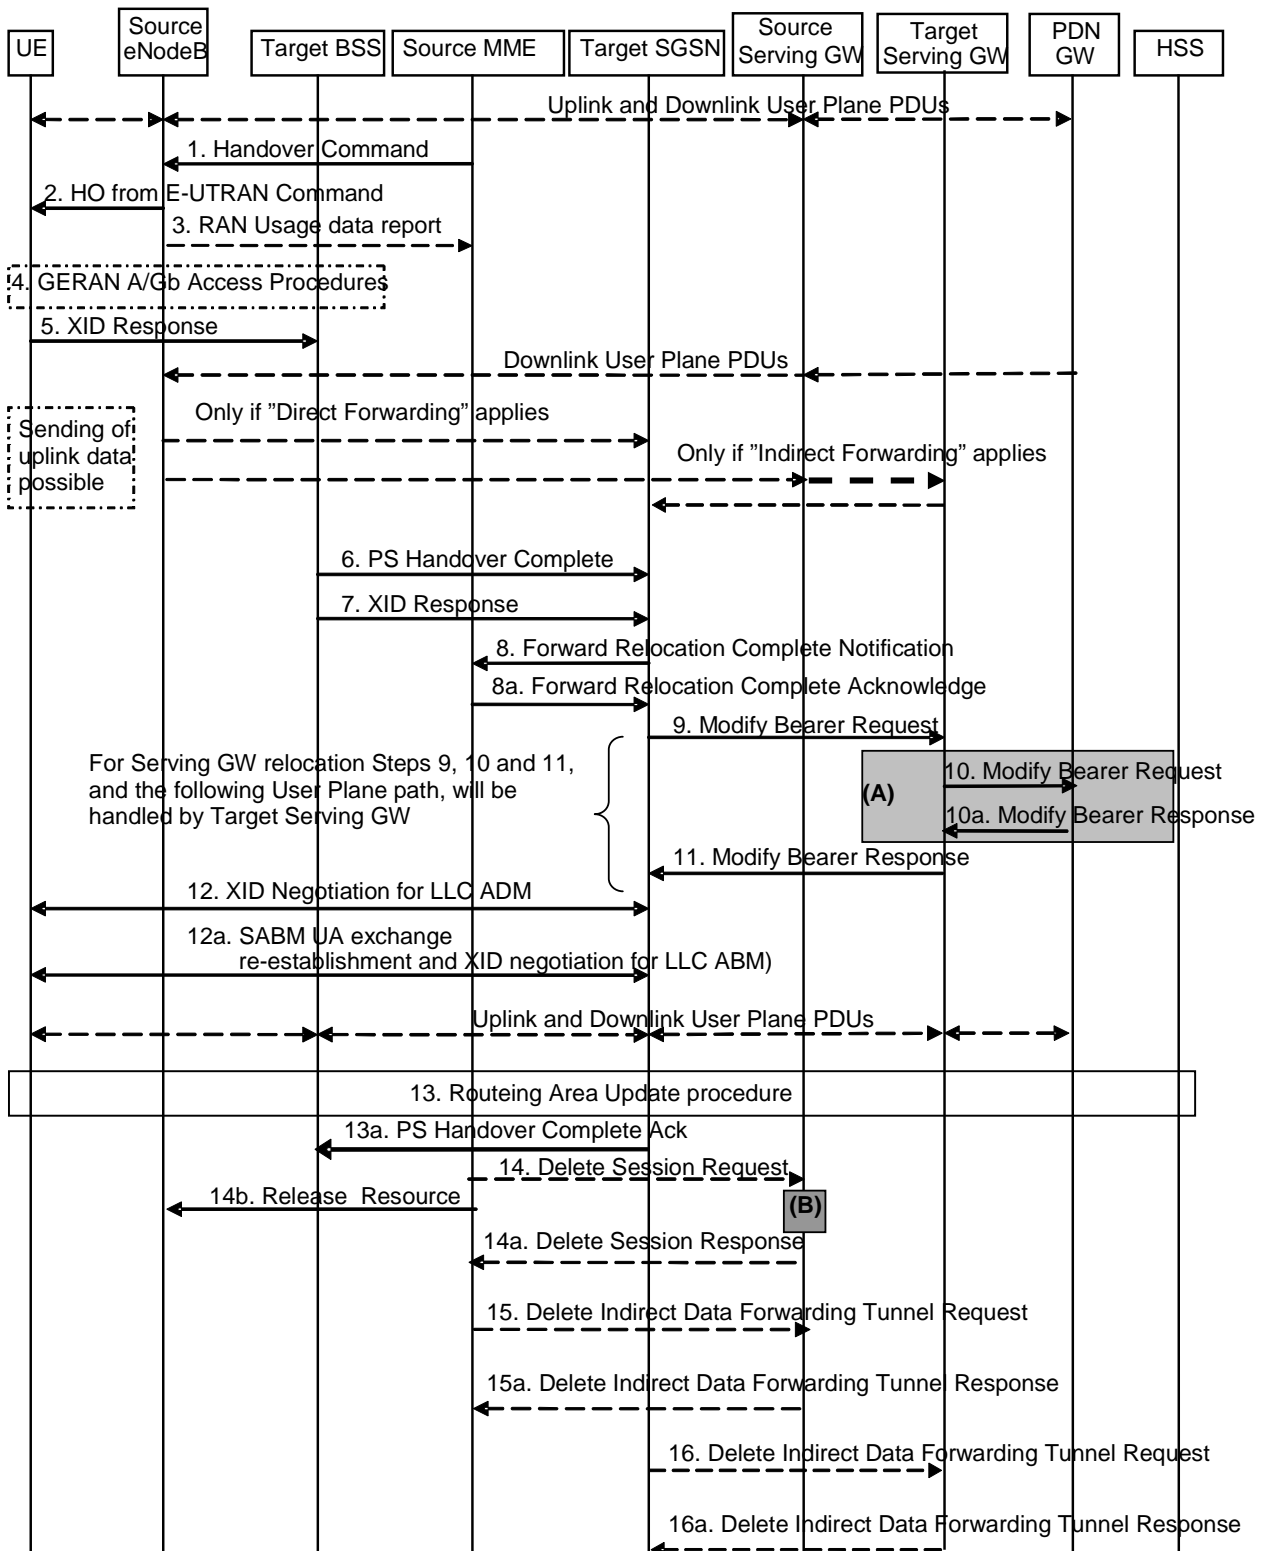 UE
Source
eNodeB
Target BSS
Source MME
Target SGSN
Source
Serving GW
Target
Serving GW
PDN
GW
HSS
Uplink and Downlink User Plane PDUs
1. Handover Command
2. HO from E-UTRAN Command
3. RAN Usage data report
4. GERAN A/Gb Access Procedures
5. XID Response
Downlink User Plane PDUs
Only if ”Direct Forwarding” applies
Sending of
uplink data
possible
Only if ”Indirect Forwarding” applies
6. PS Handover Complete
7. XID Response
8. Forward Relocation Complete Notification
8a. Forward Relocation Complete Acknowledge
9. Modify Bearer Request
For Serving GW relocation Steps 9, 10 and 11,
and the following User Plane path, will be
handled by Target Serving GW
(A)
10. Modify Bearer Request
10a. Modify Bearer Response
11. Modify Bearer Response
12. XID Negotiation for LLC ADM
12a. SABM UA exchange
re-establishment and XID negotiation for LLC ABM)
Uplink and Downlink User Plane PDUs
13. Routeing Area Update procedure
13a. PS Handover Complete Ack
14. Delete Session Request
14b. Release Resource
(B)
14a. Delete Session Response
15. Delete Indirect Data Forwarding Tunnel Request
15a. Delete Indirect Data Forwarding Tunnel Response
16. Delete Indirect Data Forwarding Tunnel Request
16a. Delete Indirect Data Forwarding Tunnel Response